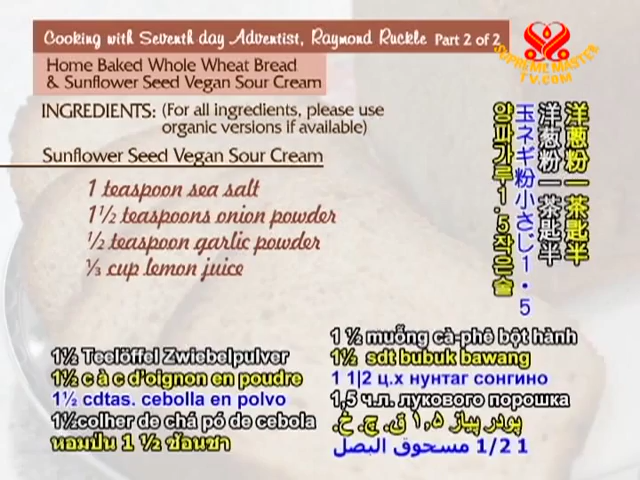 Cooking with Seventh day Adventist, Raymond Ruckle Part 2 of 2
SUPREME MASTER
TV.COM
Home Baked Whole Wheat Bread
& Sunflower Seed Vegan Sour Cream
INGREDIENTS: (For all ingredients, please use
organic versions if available)
Sunflower Seed Vegan Sour Cream
1 teaspoon sea salt
1½ teaspoons onion powder
½ teaspoon garlic powder
⅓ cup lemon juice
洋蔥粉一茶匙半
洋葱粉一茶匙半
玉ネギ粉小さじ1・5
양파가루1.5작은술
1½ Teelöffel Zwiebelpulver
1½ c à c d'oignon en poudre
1½ cdtas. cebolla en polvo
1½colher de chá pó de cebola
หอมป่น 1 ½ ช้อนชา
1 ½ muỗng cà-phê bột hành
1½ sdt bubuk bawang
1 1|2 ц.х нунтаг сонгино
1,5 ч.л. лукового порошка
پودر پیاز ۱,۵ ق. چ. خ.
1 1/2 مسحوق البصل